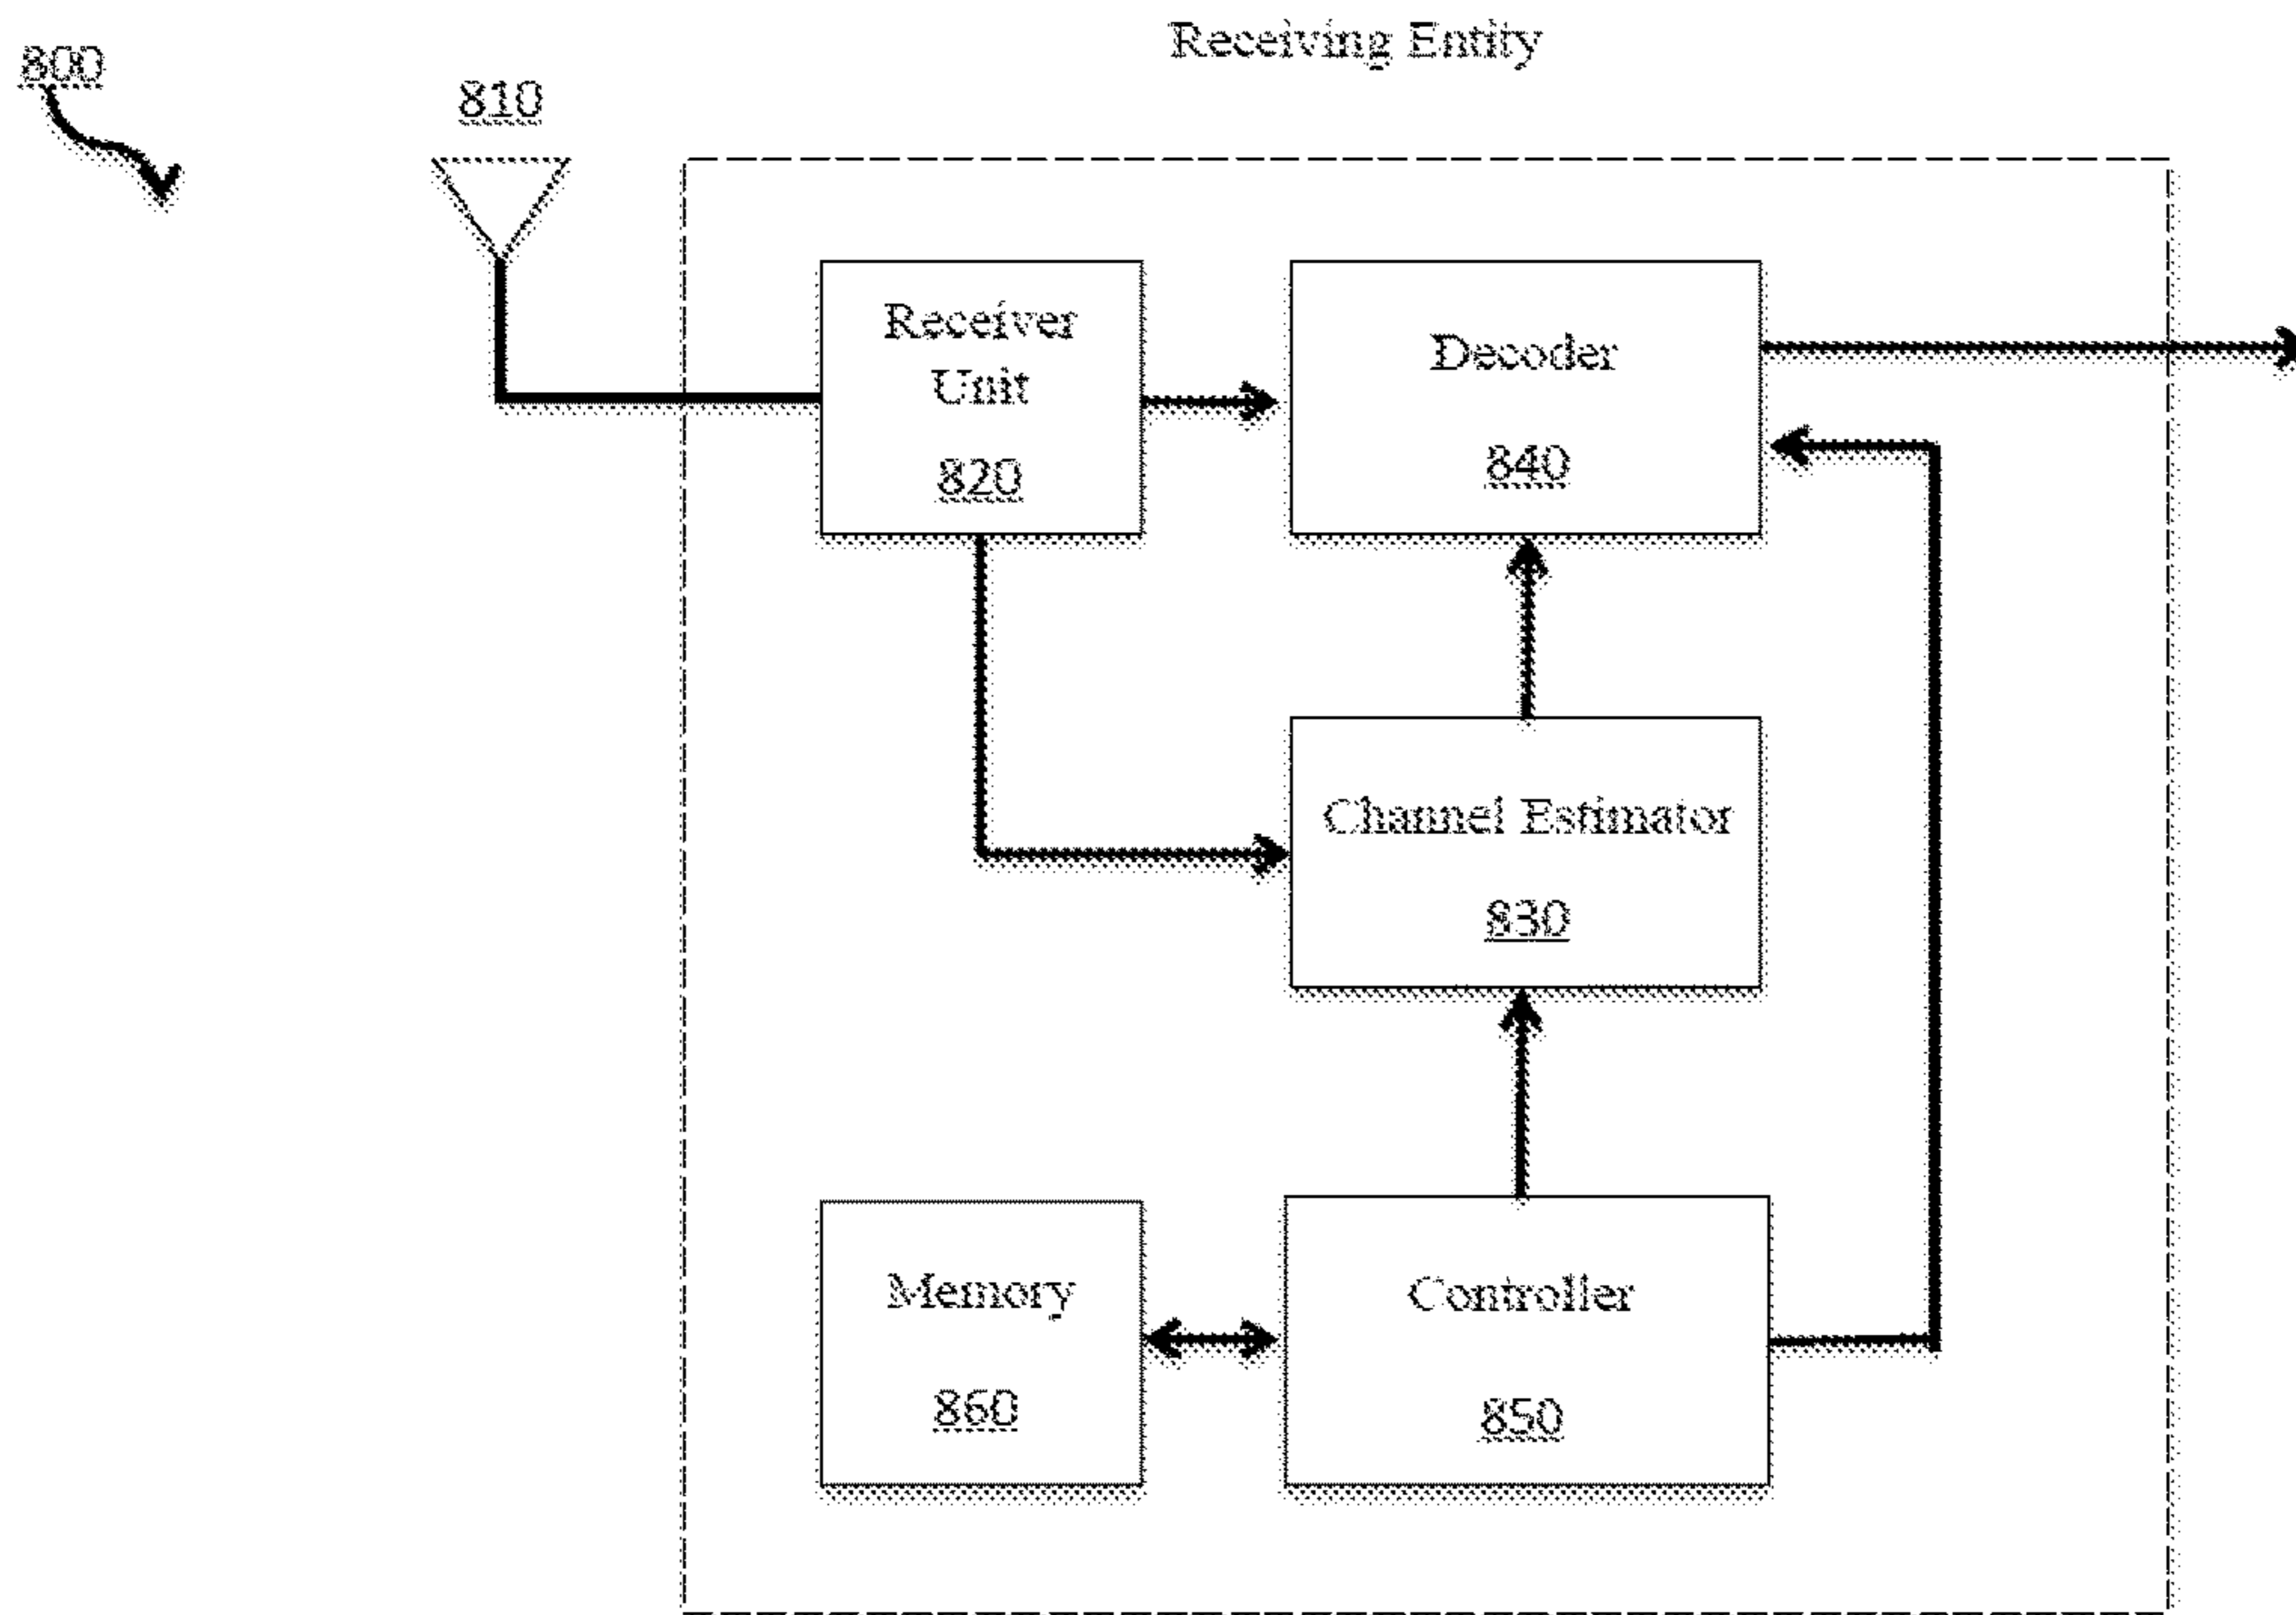 Receiving Entity
800
810
Receiver
Unit
820
Decoder
840
Channel Estimator
830
Memory
860
Controller
850